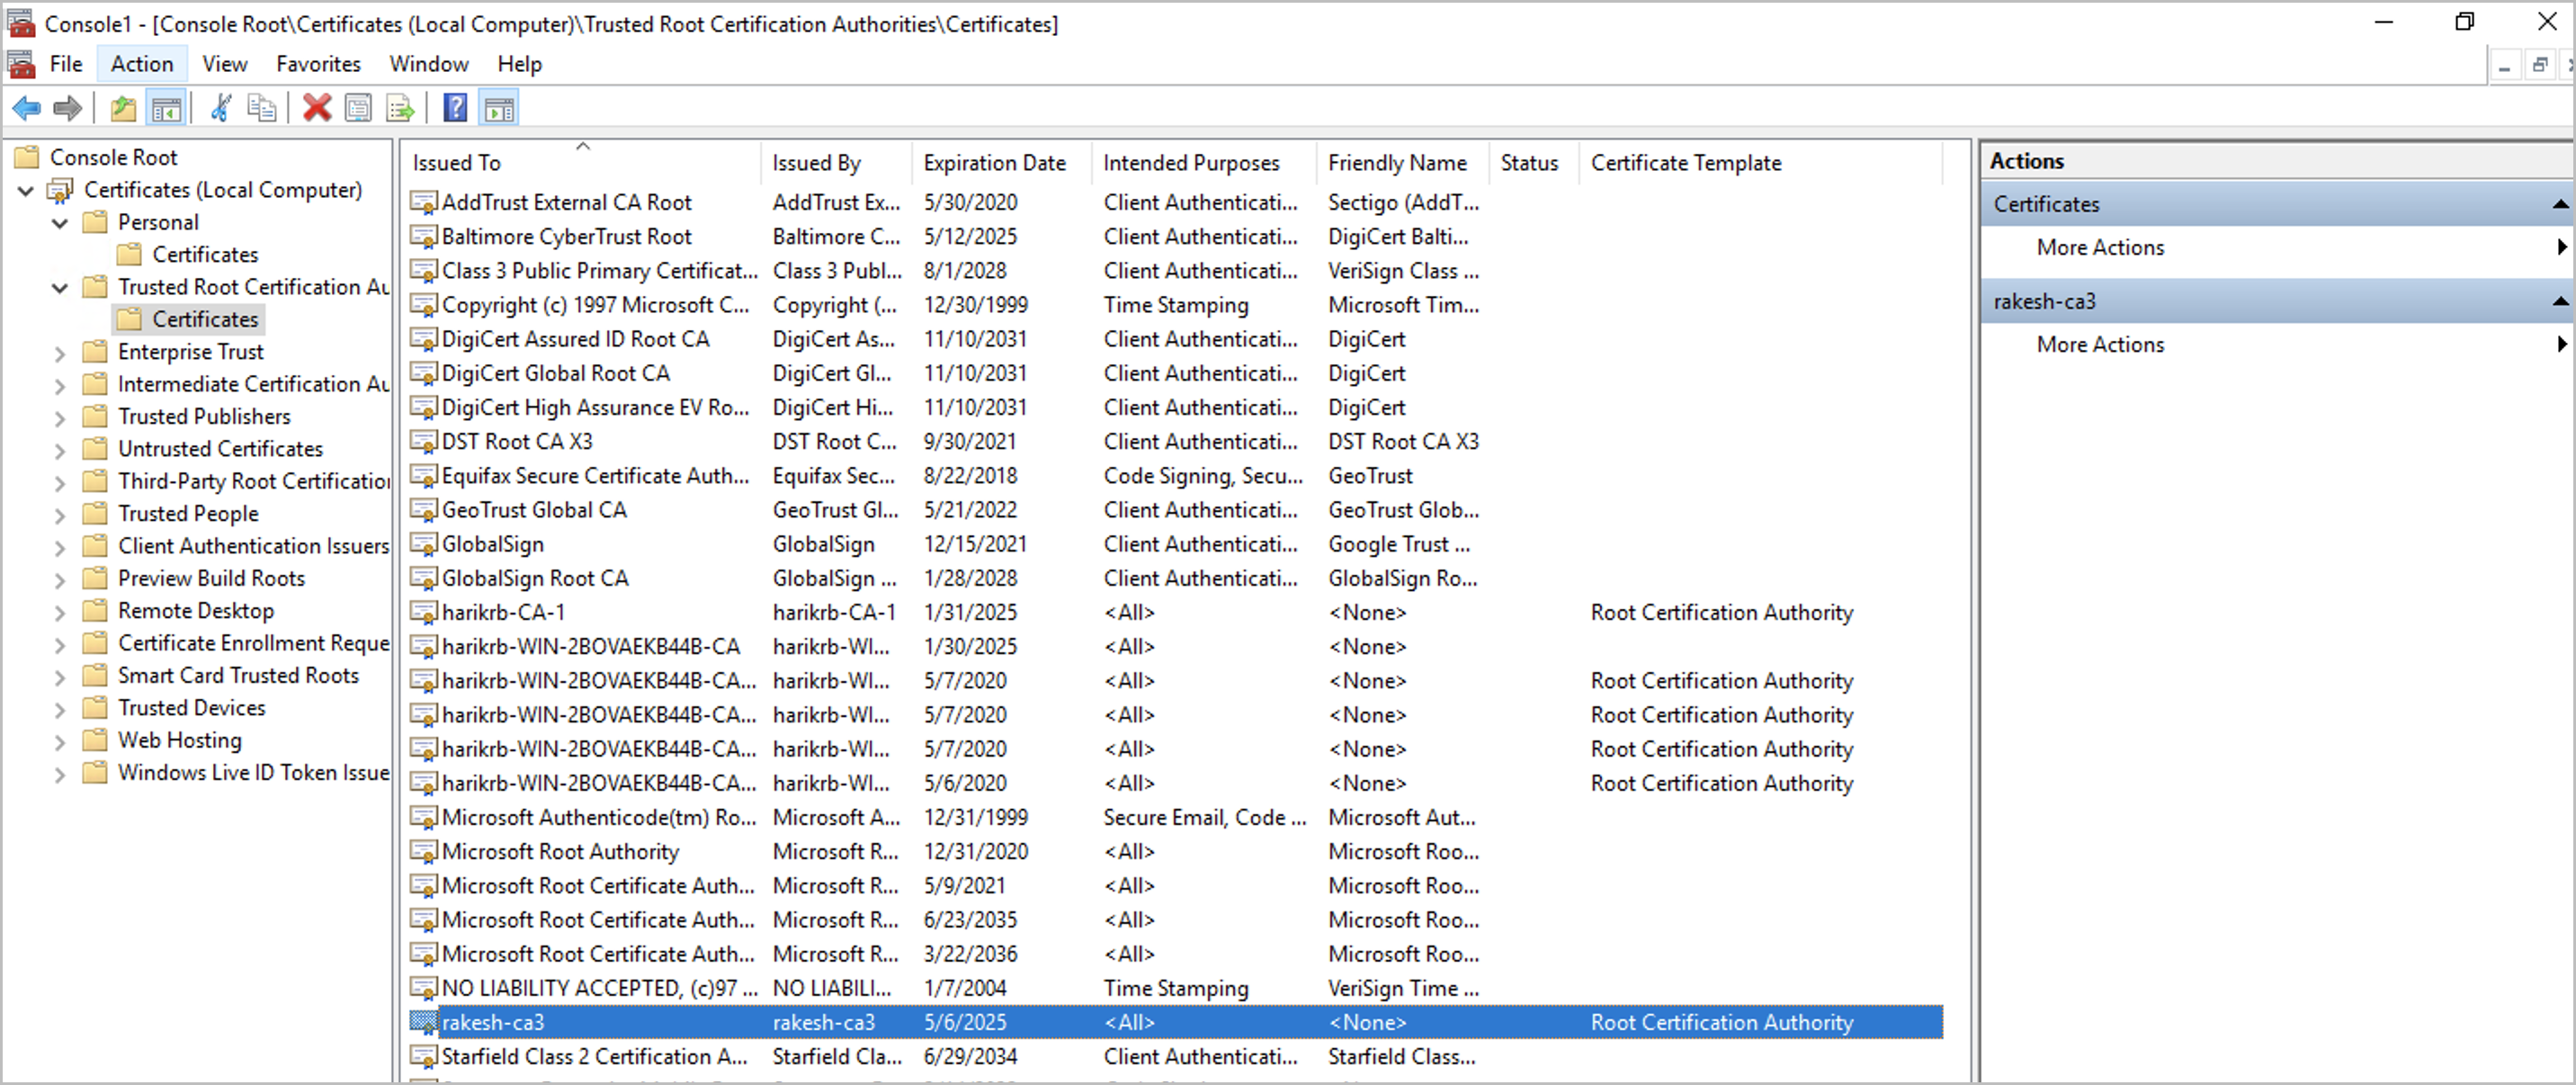 Console1 - [Console Root\Certificates (Local Computer)\Trusted Root Certification Authorities\Certificates]
File Action View Favorites Window Help
Console Root
Certificates (Local Computer)
Personal
Certificates
Trusted Root Certification Au
Certificates
Enterprise Trust
Intermediate Certification Au
Trusted Publishers
Untrusted Certificates
Third-Party Root Certification
Trusted People
Client Authentication Issuers
Preview Build Roots
Remote Desktop
Certificate Enrollment Reque
Smart Card Trusted Roots
Trusted Devices
Web Hosting
Windows Live ID Token Issue
Issued To Issued By Expiration Date Intended Purposes Friendly Name Status Certificate Template
AddTrust External CA Root AddTrust Ex... 5/30/2020 Client Authenticati... Sectigo (AddT...
Baltimore CyberTrust Root Baltimore C... 5/12/2025 Client Authenticati... DigiCert Balti...
Class 3 Public Primary Certificat... Class 3 Publ... 8/1/2028 Client Authenticati... VeriSign Class ...
Copyright (c) 1997 Microsoft C... Copyright (... 12/30/1999 Time Stamping Microsoft Tim...
DigiCert Assured ID Root CA DigiCert As... 11/10/2031 Client Authenticati... DigiCert
DigiCert Global Root CA DigiCert Gl... 11/10/2031 Client Authenticati... DigiCert
DigiCert High Assurance EV Ro... DigiCert Hi... 11/10/2031 Client Authenticati... DigiCert
DST Root CA X3 DST Root C... 9/30/2021 Client Authenticati... DST Root CA X3
Equifax Secure Certificate Auth... Equifax Sec... 8/22/2018 Code Signing, Secu... GeoTrust
GeoTrust Global CA GeoTrust Gl... 5/21/2022 Client Authenticati... GeoTrust Glob...
GlobalSign GlobalSign 12/15/2021 Client Authenticati... Google Trust ...
GlobalSign Root CA GlobalSign ... 1/28/2028 Client Authenticati... GlobalSign Ro...
harikrb-CA-1 harikrb-CA-1 1/31/2025 <All> <None> Root Certification Authority
harikrb-WIN-2BOVAEKB44B-CA harikrb-WI... 1/30/2025 <All> <None>
harikrb-WIN-2BOVAEKB44B-CA... harikrb-WI... 5/7/2020 <All> <None> Root Certification Authority
harikrb-WIN-2BOVAEKB44B-CA... harikrb-WI... 5/7/2020 <All> <None> Root Certification Authority
harikrb-WIN-2BOVAEKB44B-CA... harikrb-WI... 5/7/2020 <All> <None> Root Certification Authority
harikrb-WIN-2BOVAEKB44B-CA... harikrb-WI... 5/6/2020 <All> <None> Root Certification Authority
Microsoft Authenticode(tm) Ro... Microsoft A... 12/31/1999 Secure Email, Code ... Microsoft Aut...
Microsoft Root Authority Microsoft R... 12/31/2020 <All> Microsoft Roo...
Microsoft Root Certificate Auth... Microsoft R... 5/9/2021 <All> Microsoft Roo...
Microsoft Root Certificate Auth... Microsoft R... 6/23/2035 <All> Microsoft Roo...
Microsoft Root Certificate Auth... Microsoft R... 3/22/2036 <All> Microsoft Roo...
NO LIABILITY ACCEPTED, (c)97 ... NO LIABILI... 1/7/2004 Time Stamping VeriSign Time ...
rakesh-ca3 rakesh-ca3 5/6/2025 <All> <None> Root Certification Authority
Starfield Class 2 Certification A... Starfield Cla... 6/29/2034 Client Authenticati... Starfield Class...
Actions
Certificates
More Actions
rakesh-ca3
More Actions